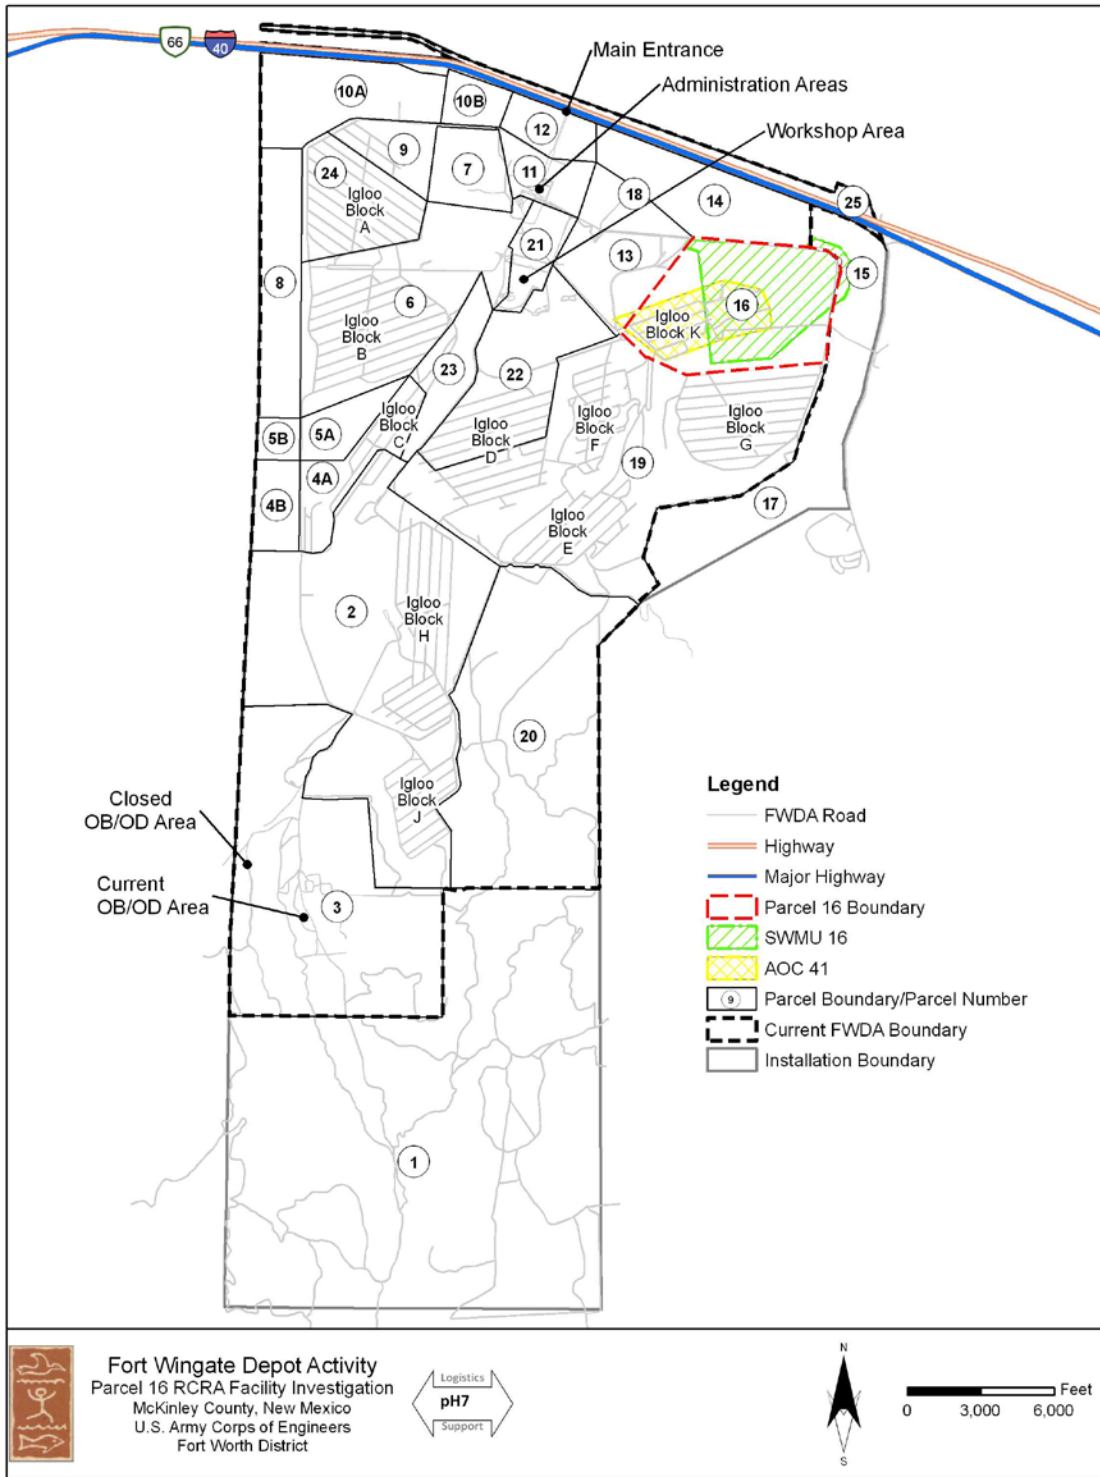 66
40
Main Entrance
Administration Areas
Workshop Area
10A
10B
12
9
7
11
18
14
25
24
Igloo
Block
A
21
13
15
8
6
16
Igloo
Block
B
Igloo
Block K
23
22
5B
5A
Igloo
Block
C
Igloo
Block
D
Igloo
Block
F
Igloo
Block
G
4B
4A
19
17
Igloo
Block
E
2
Igloo
Block
H
20
Igloo
Block
J
Closed
OB/OD Area
Current
OB/OD Area
3
1
Legend
FWDA Road
Highway
Major Highway
Parcel 16 Boundary
SWMU 16
AOC 41
9 Parcel Boundary/Parcel Number
Current FWDA Boundary
Installation Boundary
Fort Wingate Depot Activity
Parcel 16 RCRA Facility Investigation
McKinley County, New Mexico
U.S. Army Corps of Engineers
Fort Worth District
Logistics
pH7
Support
N
S
Feet
0 3,000 6,000